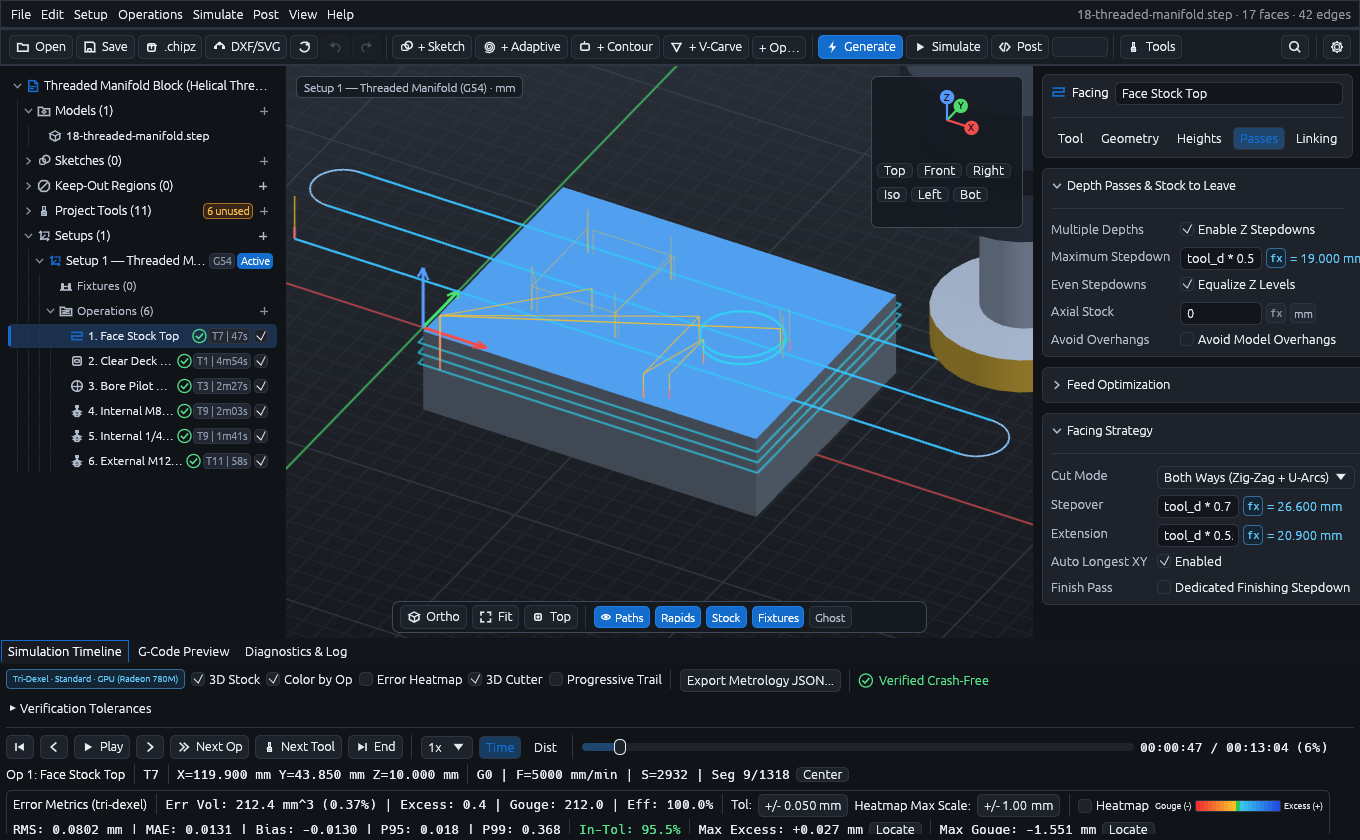 File Edit Setup Operations Simulate Post View Help
18-threaded-manifold.step · 17 faces · 42 edges
Open Save .chipz DXF/SVG + Sketch + Adaptive + Contour + V-Carve + Op... Generate Simulate Post Tools
Threaded Manifold Block (Helical Thre...
Models (1)
18-threaded-manifold.step
Sketches (0)
Keep-Out Regions (0)
Project Tools (11) 6 unused
Setups (1)
Setup 1 — Threaded M... G54 Active
Fixtures (0)
Operations (6)
1. Face Stock Top T7 | 47s
2. Clear Deck ... T1 | 4m54s
3. Bore Pilot ... T3 | 2m27s
4. Internal M8... T9 | 2m03s
5. Internal 1/4... T9 | 1m41s
6. External M12... T11 | 58s
Setup 1 — Threaded Manifold (G54) · mm
Z
Y
X
Top Front Right
Iso Left Bot
Ortho Fit Top Paths Rapids Stock Fixtures Ghost
Facing Face Stock Top
Tool Geometry Heights Passes Linking
Depth Passes & Stock to Leave
Multiple Depths Enable Z Stepdowns
Maximum Stepdown tool_d * 0.5 fx = 19.000 mm
Even Stepdowns Equalize Z Levels
Axial Stock 0 fx mm
Avoid Overhangs Avoid Model Overhangs
Feed Optimization
Facing Strategy
Cut Mode Both Ways (Zig-Zag + U-Arcs)
Stepover tool_d * 0.7 fx = 26.600 mm
Extension tool_d * 0.5. fx = 20.900 mm
Auto Longest XY Enabled
Finish Pass Dedicated Finishing Stepdown
Simulation Timeline G-Code Preview Diagnostics & Log
Tri-Dexel · Standard · GPU (Radeon 780M) 3D Stock Color by Op Error Heatmap 3D Cutter Progressive Trail Export Metrology JSON... Verified Crash-Free
Verification Tolerances
Play Next Op Next Tool End 1x Time Dist 00:00:47 / 00:13:04 (6%)
Op 1: Face Stock Top T7 X=119.900 mm Y=43.850 mm Z=10.000 mm G0 | F=5000 mm/min | S=2932 | Seg 9/1318 Center
Error Metrics (tri-dexel) Err Vol: 212.4 mm^3 (0.37%) | Excess: 0.4 | Gouge: 212.0 | Eff: 100.0% Tol: +/- 0.050 mm Heatmap Max Scale: +/- 1.00 mm Heatmap Gouge (-) Excess (+)
RMS: 0.0802 mm | MAE: 0.0131 | Bias: -0.0130 | P95: 0.018 | P99: 0.368 In-Tol: 95.5% Max Excess: +0.027 mm Locate Max Gouge: -1.551 mm Locate